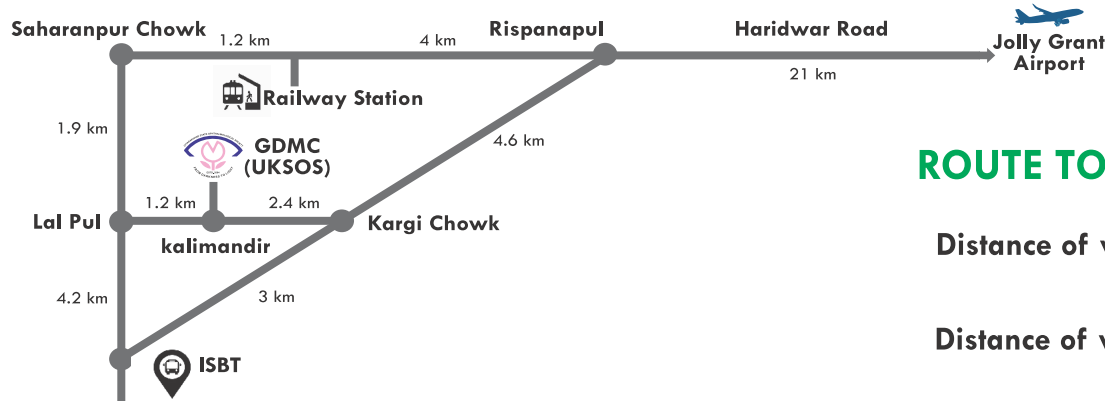 Saharanpur Chowk
1.2 km
4 km
Rispanapul
Haridwar Road
Jolly Grant
Airport
21 km
Railway Station
1.9 km
GDMC
(UKSOS)
4.6 km
ROUTE TO
1.2 km
2.4 km
Lal Pul
kalimandir
Kargi Chowk
Distance of
4.2 km
3 km
Distance of
ISBT